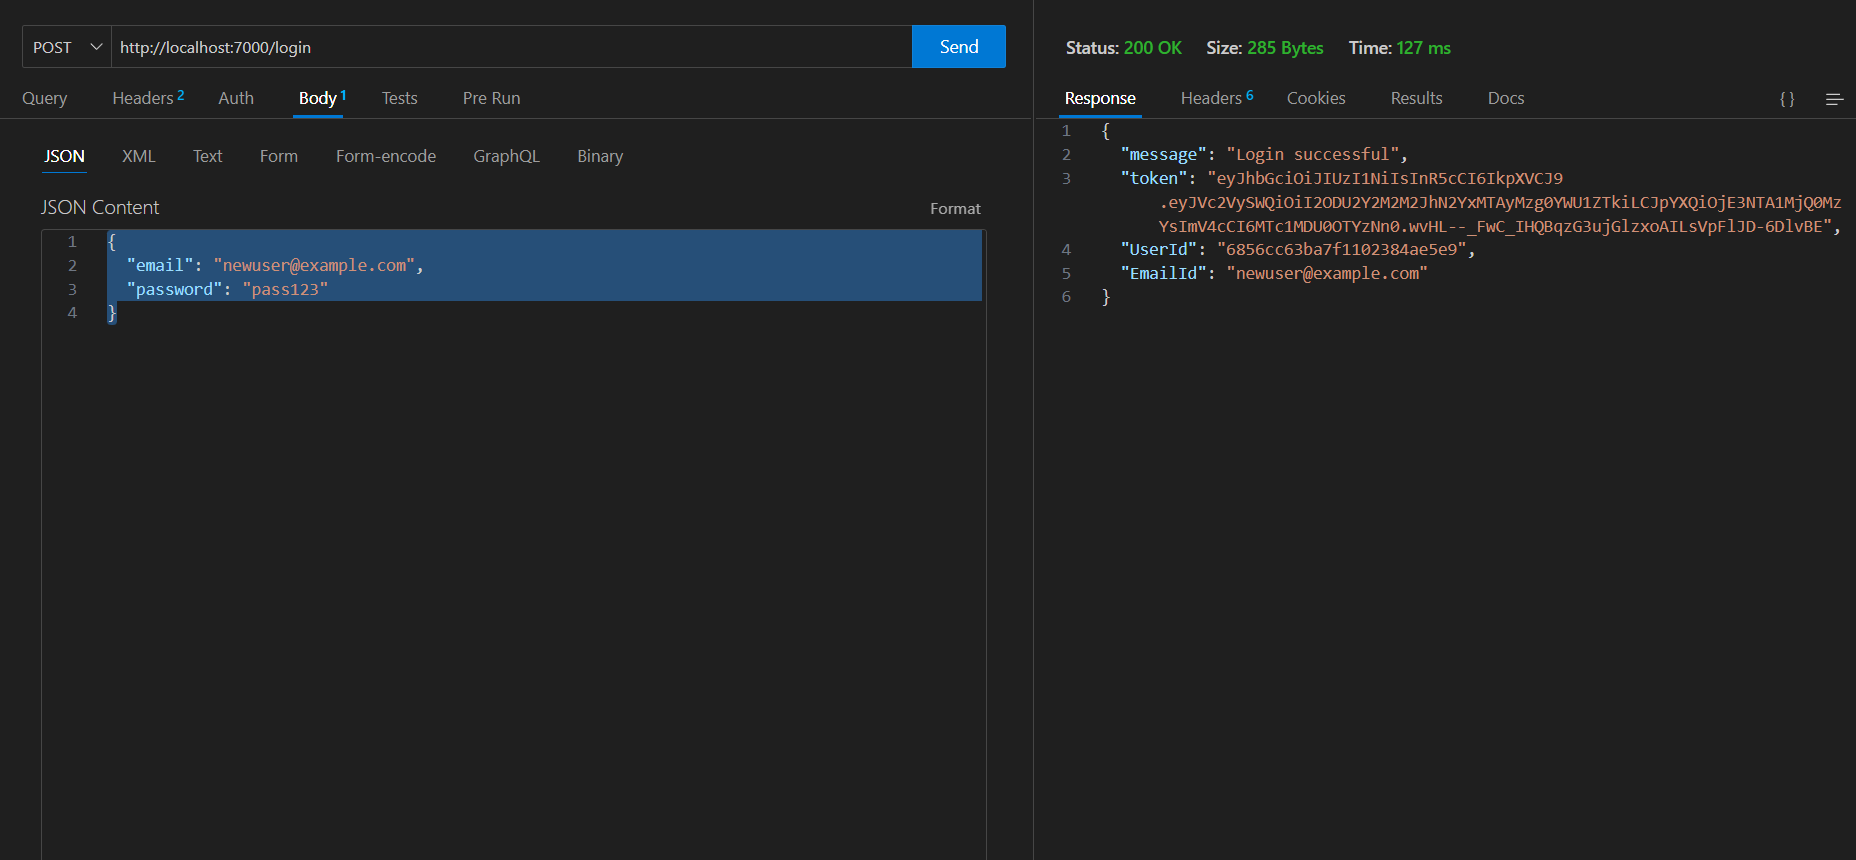 POST http://localhost:7000/login Send
Query Headers 2 Auth Body 1 Tests Pre Run
JSON XML Text Form Form-encode GraphQL Binary
JSON Content Format
1 {
2 "email": "newuser@example.com",
3 "password": "pass123"
4 }
Status: 200 OK Size: 285 Bytes Time: 127 ms
Response Headers 6 Cookies Results Docs { }
1 {
2 "message": "Login successful",
3 "token": "eyJhbGciOiJIUzI1NiIsInR5cCI6IkpXVCJ9
.eyJVc2VySWQiOiI2ODU2Y2M2M2JhN2YxMTAyMzg0YWU1ZTkiLCJpYXQiOjE3NTA1MjQ0Mz
YsImV4cCI6MTc1MDU0OTYzNn0.wvHL--_FwC_IHQBqzG3ujGlzxoAILsVpFlJD-6DlvBE",
4 "UserId": "6856cc63ba7f1102384ae5e9",
5 "EmailId": "newuser@example.com"
6 }